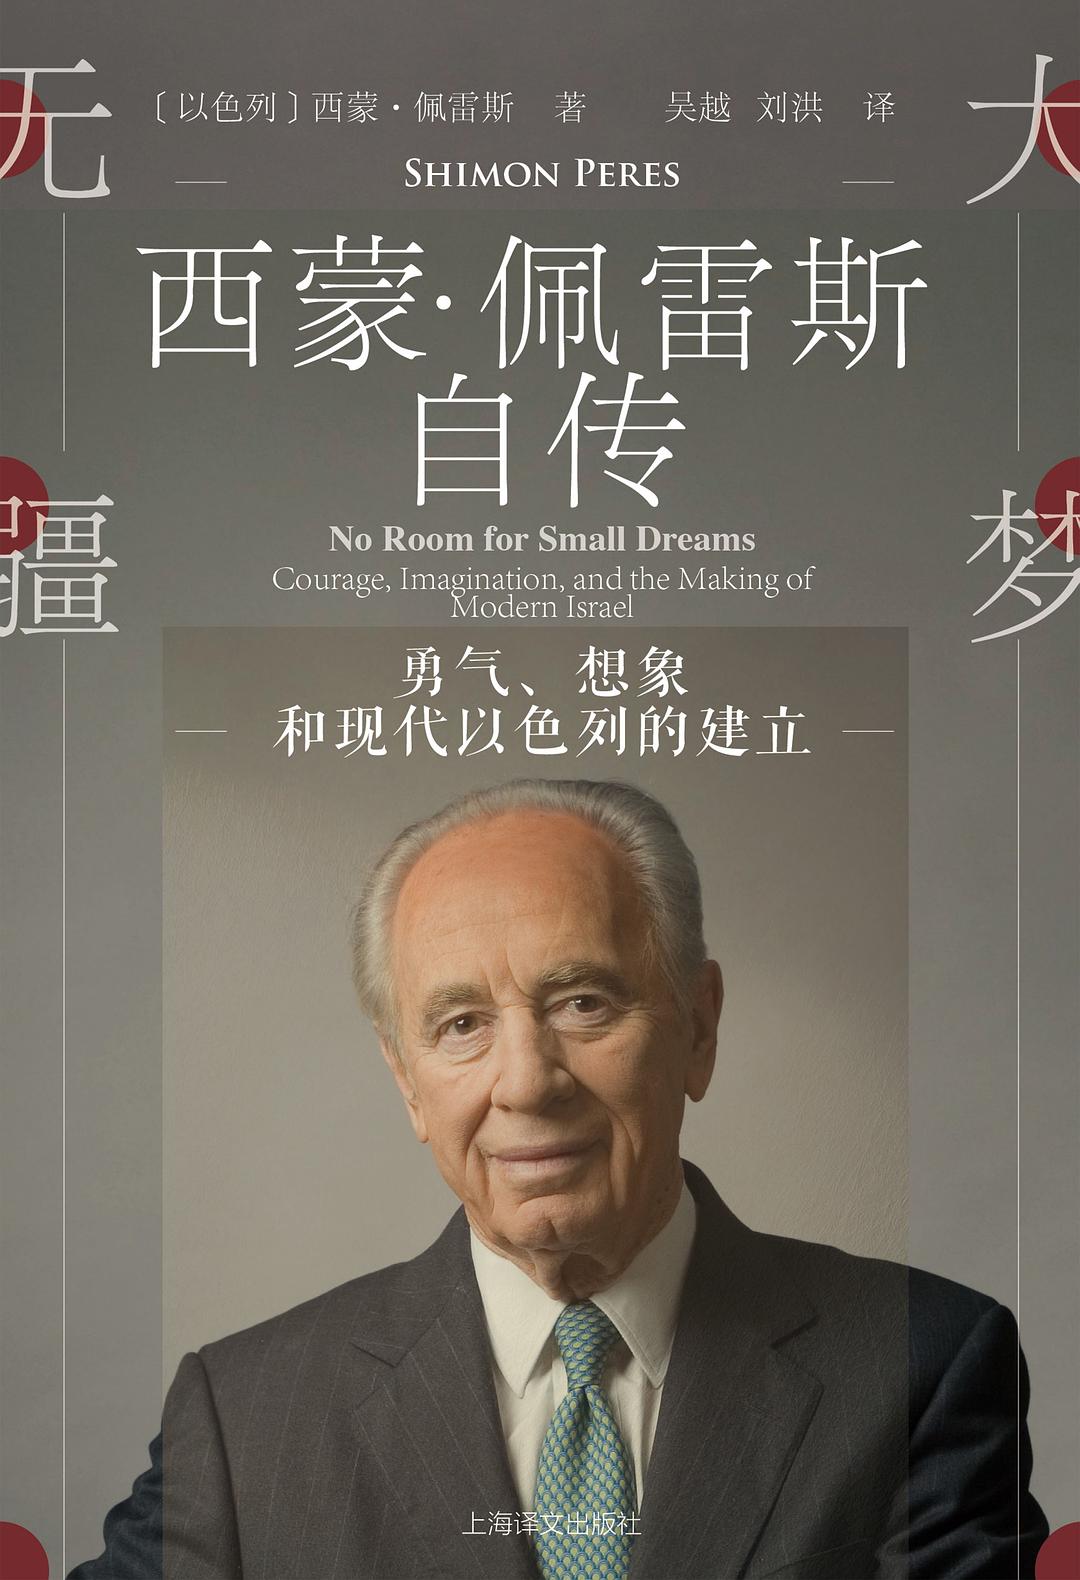 大梦
无疆
〔以色列〕西蒙·佩雷斯 著 吴越 刘洪 译
SHIMON PERES
西蒙·佩雷斯
自传
No Room for Small Dreams
Courage, Imagination, and the Making of
Modern Israel
勇气、想象
和现代以色列的建立
上海译文出版社